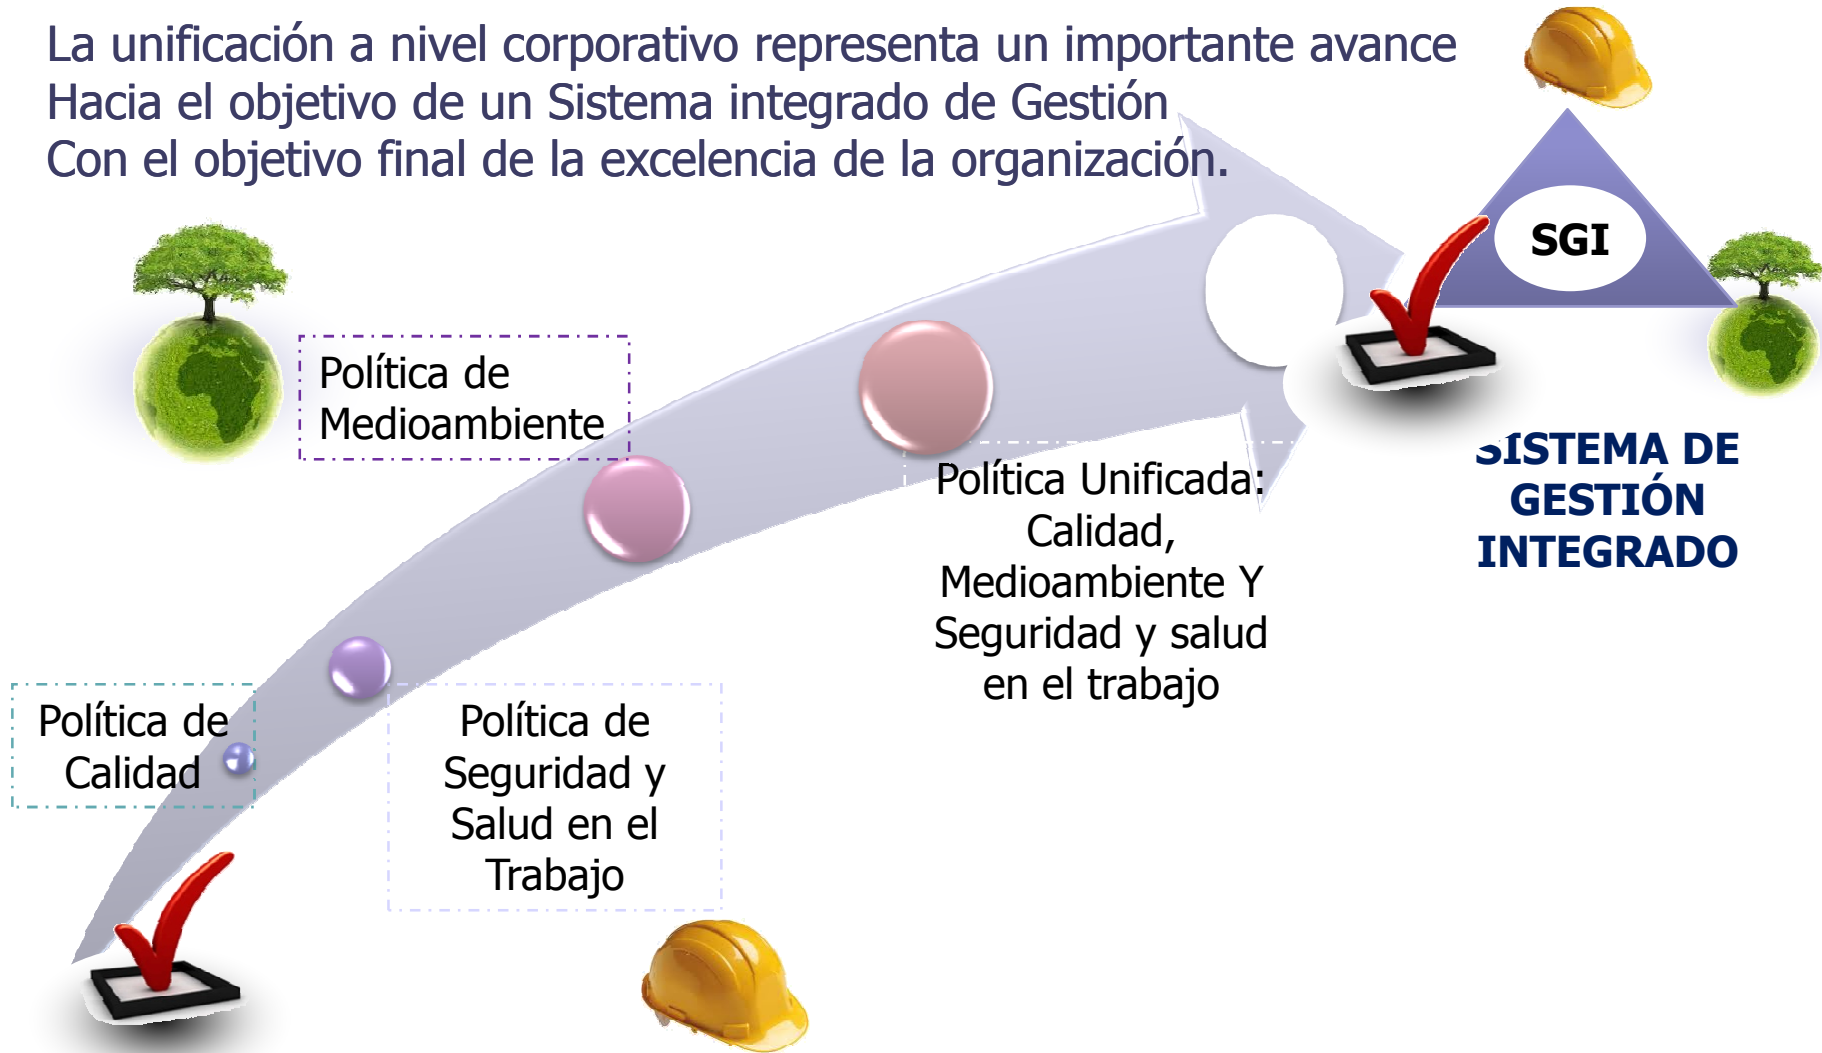 La unificación a nivel corporativo representa un importante avance
Hacia el objetivo de un Sistema integrado de Gestión
Con el objetivo final de la excelencia de la organización.
SGI
Política de
Medioambiente
SISTEMA DE
GESTIÓN
INTEGRADO
Política Unificada:
Calidad,
Medioambiente Y
Seguridad y salud
en el trabajo
Política de
Calidad
Política de
Seguridad y
Salud en el
Trabajo